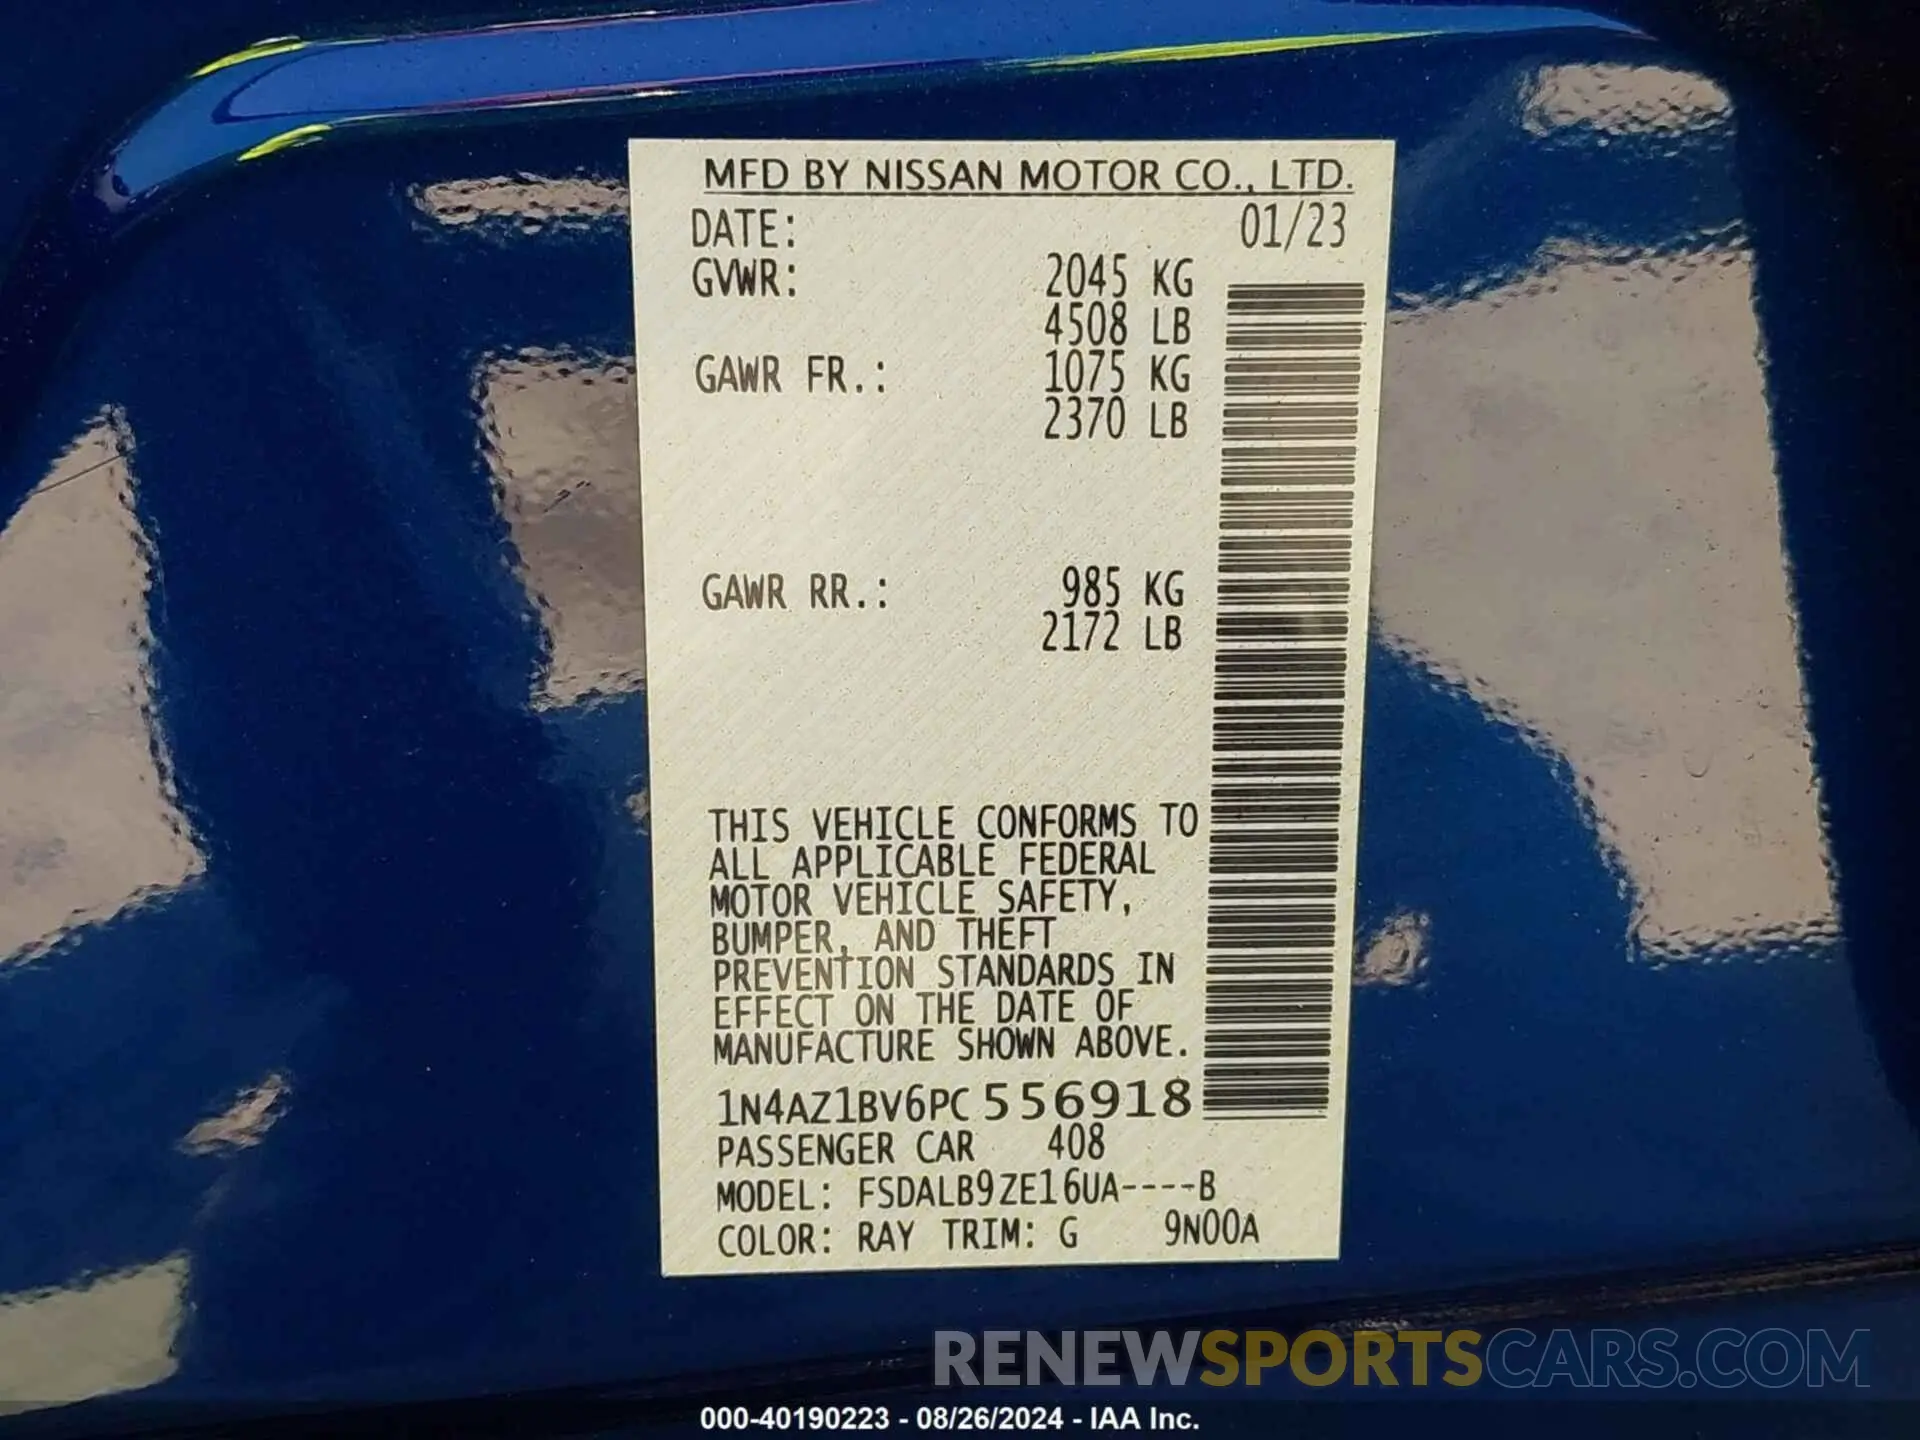 MFD BY NISSAN MOTOR CO., LTD.
DATE: 01/23
GVWR: 2045 KG
4508 LB
GAWR FR.: 1075 KG
2370 LB
GAWR RR.: 985 KG
2172 LB
THIS VEHICLE CONFORMS TO
ALL APPLICABLE FEDERAL
MOTOR VEHICLE SAFETY,
BUMPER, AND THEFT
PREVENTION STANDARDS IN
EFFECT ON THE DATE OF
MANUFACTURE SHOWN ABOVE.
1N4AZ1BV6PC556918
PASSENGER CAR 408
MODEL: FSDALB9ZE16UA----B
COLOR: RAY TRIM: G 9N00A
RENEWSPORTSCARS.COM
000-40190223 - 08/26/2024 - IAA Inc.